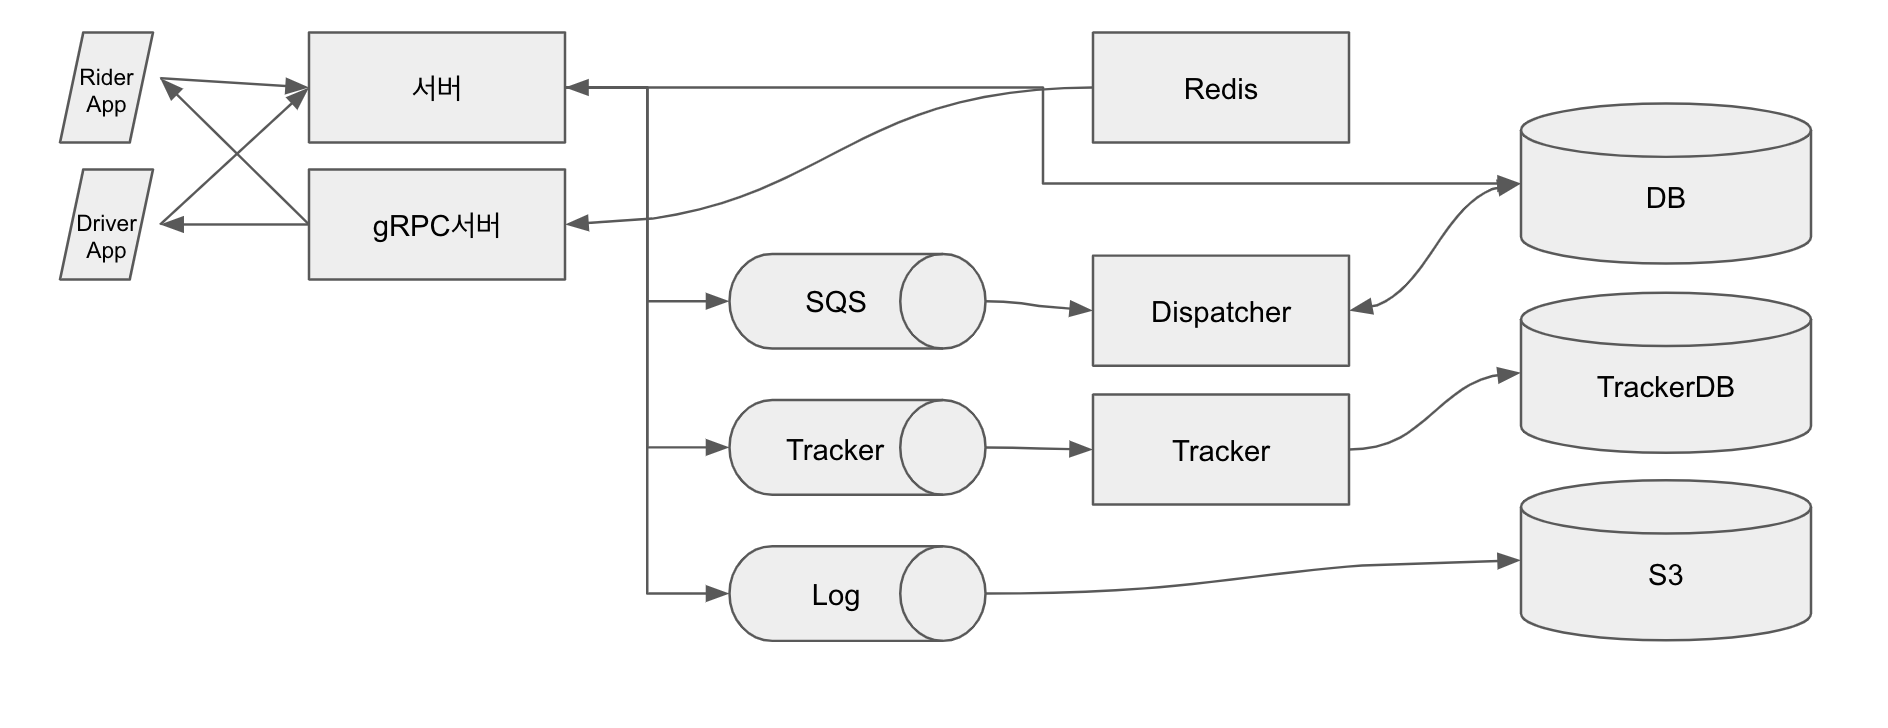 Rider
App
서버
Redis
DB
Driver
App
gRPC서버
SQS
Dispatcher
TrackerDB
Tracker
Tracker
Log
S3